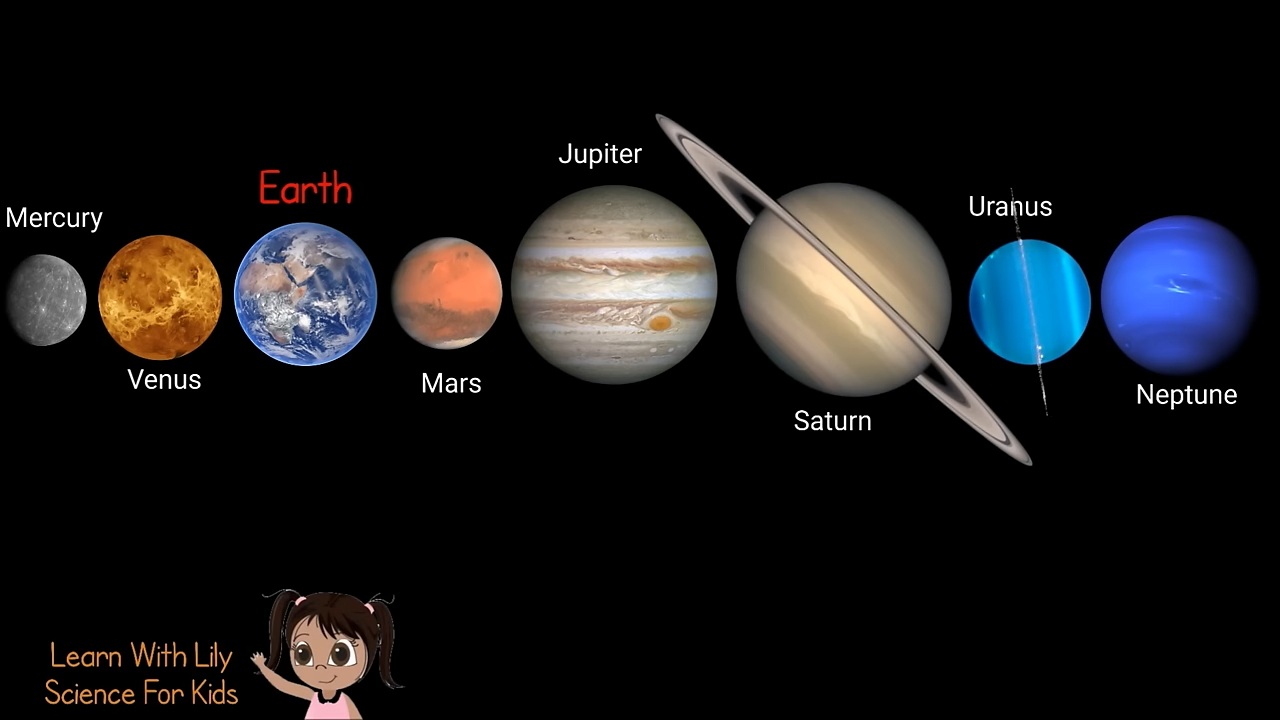 Mercury
Venus
Earth
Mars
Jupiter
Saturn
Uranus
Neptune
Learn With Lily
Science For Kids